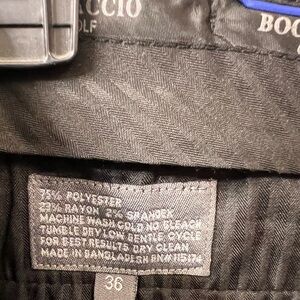 ACCIO
OLF
BOC
75% POLYESTER
23% RAYON 2% SPANDEX
MACHINE WASH COLD NO BLEACH
TUMBLE DRY LOW GENTLE CYCLE
FOR BEST RESULTS DRY CLEAN
MADE IN BANGLADESH RN# 115174
36